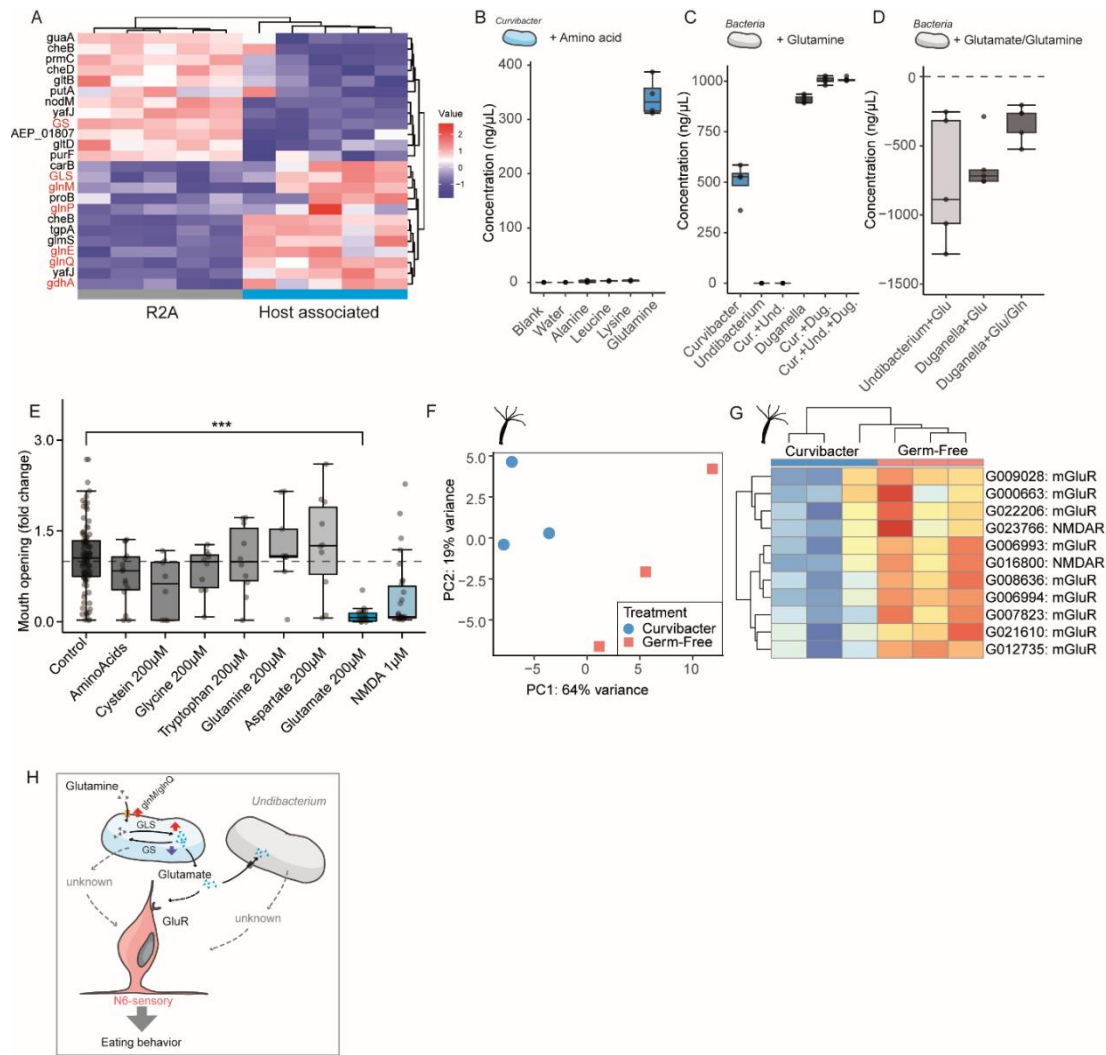 A
guaA
cheB
prmC
cheD
gltB
putA
nodM
yafJ
GS
AEP_01807
gltD
purF
carB
GLS
glnM
proB
glnP
cheB
tgpA
glmS
glnE
glnQ
yafJ
gdhA
R2A
Host associated
Value
2
1
0
-1
B
Curvibacter
+ Amino acid
Concentration (ng/µL)
400
300
200
100
0
Blank
Water
Alanine
Leucine
Lysine
Glutamine
C
Bacteria
+ Glutamine
Concentration (ng/µL)
1000
750
500
250
0
Curvibacter
Undibacterium
Cur.+Und.
Duganella
Cur.+Dug.
Cur.+Und.+Dug.
D
Bacteria
+ Glutamate/Glutamine
Concentration (ng/µL)
0
−500
−1000
−1500
Undibacterium+Glu
Duganella+Glu
Duganella+Glu/Gln
E
Mouth opening (fold change)
3.0
1.5
0.0
***
Control
AminoAcids
Cystein 200µM
Glycine 200µM
Tryptophan 200µM
Glutamine 200µM
Aspartate 200µM
Glutamate 200µM
NMDA 1µM
F
PC2: 19% variance
5.0
2.5
0.0
−2.5
−5.0
−5
0
5
10
PC1: 64% variance
Treatment
Curvibacter
Germ-Free
G
Curvibacter
Germ-Free
G009028: mGluR
G000663: mGluR
G022206: mGluR
G023766: NMDAR
G006993: mGluR
G016800: NMDAR
G008636: mGluR
G006994: mGluR
G007823: mGluR
G021610: mGluR
G012735: mGluR
H
Glutamine
glnM/glnQ
GLS
GS
Undibacterium
unknown
Glutamate
GluR
unknown
N6-sensory
Eating behavior